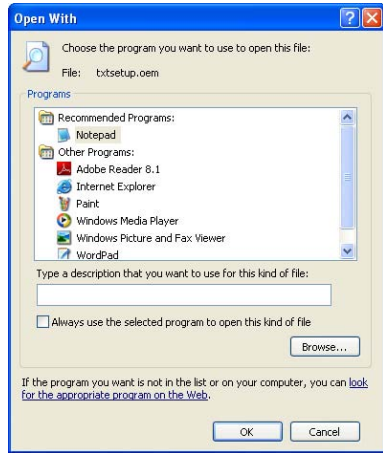 Open With
Choose the program you want to use to open this file:
File: txtsetup.oem
Programs
Recommended Programs:
Notepad
Other Programs:
Adobe Reader 8.1
Internet Explorer
Paint
Windows Media Player
Windows Picture and Fax Viewer
WordPad
Type a description that you want to use for this kind of file:
Always use the selected program to open this kind of file
Browse...
If the program you want is not in the list or on your computer, you can look
for the appropriate program on the Web.
OK Cancel